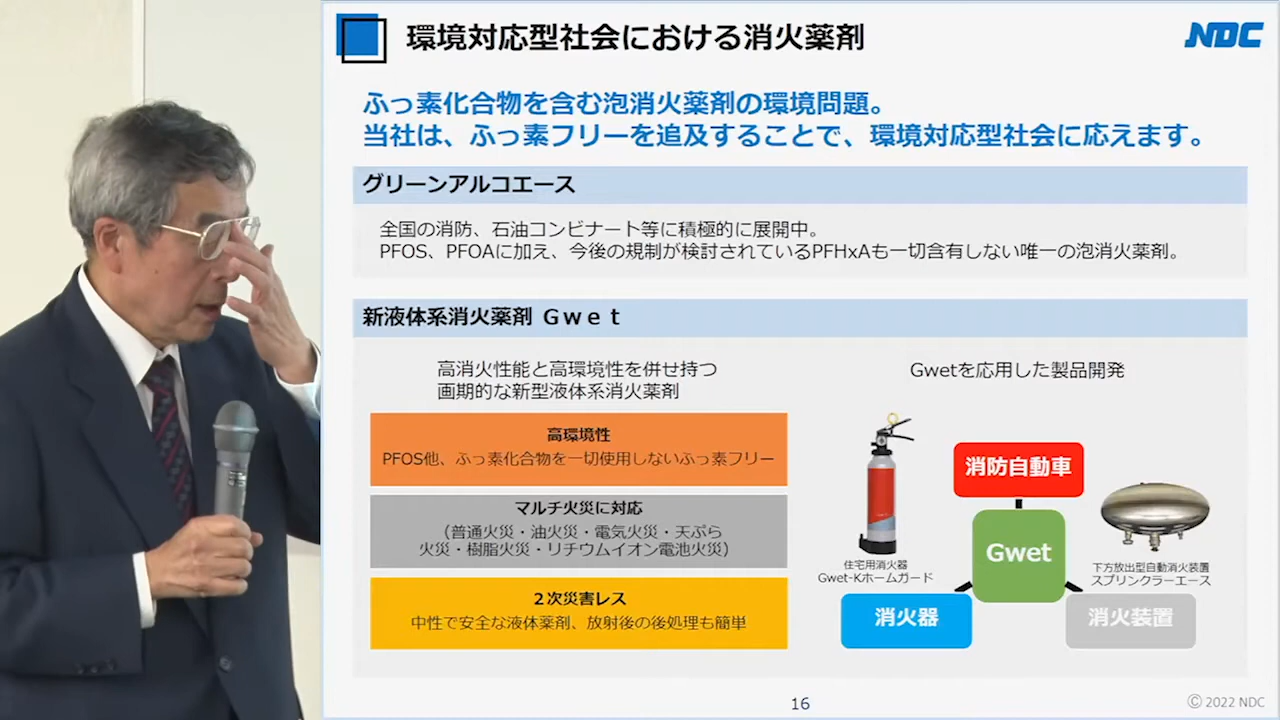 環境対応型社会における消火薬剤
NDC
ふっ素化合物を含む泡消火薬剤の環境問題。
当社は、ふっ素フリーを追及することで、環境対応型社会に応えます。
グリーンアルコエース
全国の消防、石油コンビナート等に積極的に展開中。
PFOS、PFOAに加え、今後の規制が検討されているPFHxAも一切含有しない唯一の泡消火薬剤。
新液体系消火薬剤 Ｇｗｅｔ
高消火性能と高環境性を併せ持つ
画期的な新型液体系消火薬剤
高環境性
PFOS他、ふっ素化合物を一切使用しないふっ素フリー
マルチ火災に対応
（普通火災・油火災・電気火災・天ぷら
火災・樹脂火災・リチウムイオン電池火災）
２次災害レス
中性で安全な液体薬剤、放射後の後処理も簡単
Gwetを応用した製品開発
消防自動車
Gwet
住宅用消火器
Gwet-Kホームガード
下方放出型自動消火装置
スプリンクラーエース
消火器
消火装置
16
Ⓒ 2022 NDC